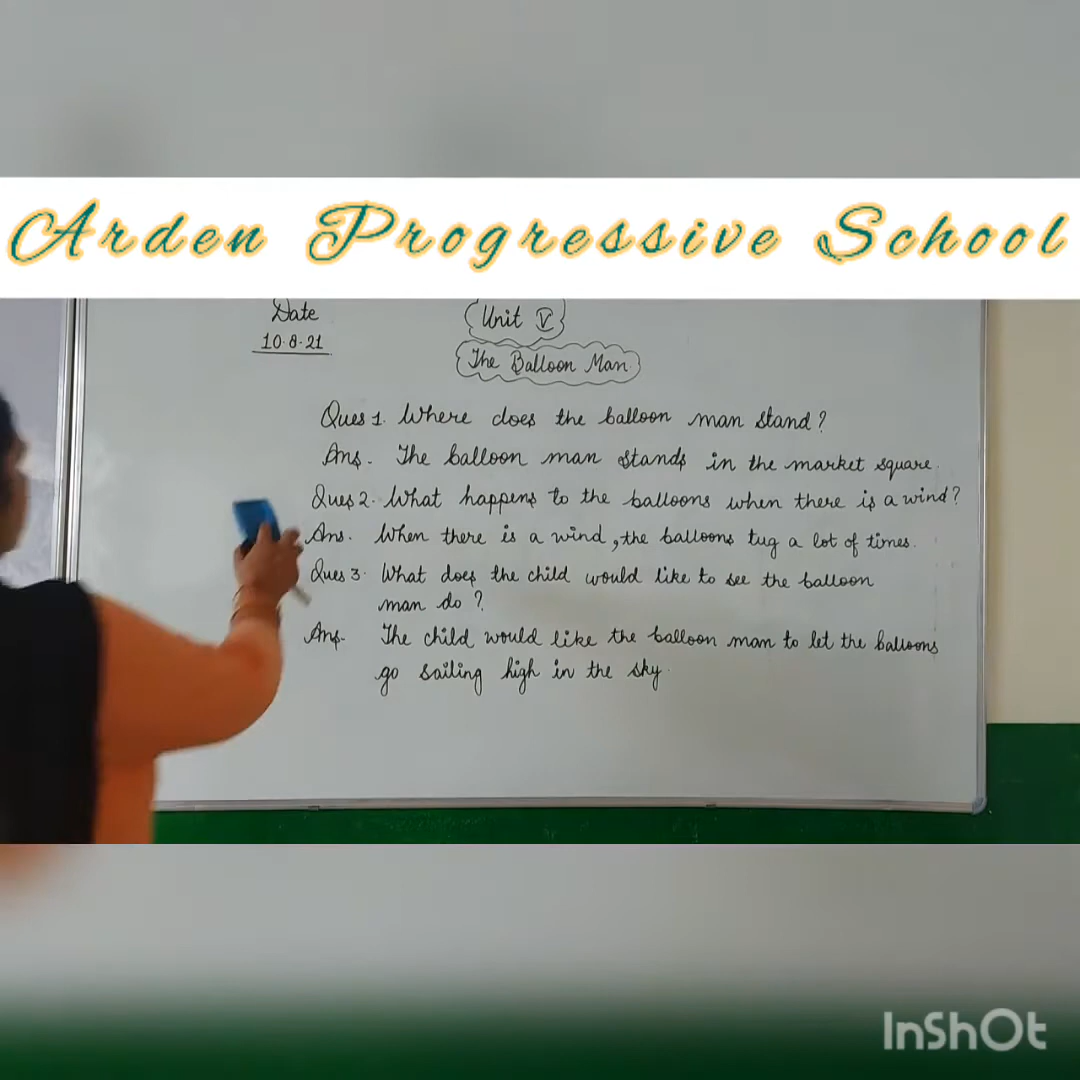 Arden Progressive School
Date
10.8.21
Unit V
The Balloon Man
Ques 1. Where does the balloon man stand?
Ans. The balloon man stands in the market square.
Ques 2. What happens to the balloons when there is a wind?
Ans. When there is a wind, the balloons tug a lot of times.
Ques 3. What does the child would like to see the balloon
man do ?
Ans. The child would like the balloon man to let the balloons
go sailing high in the sky.
InShOt